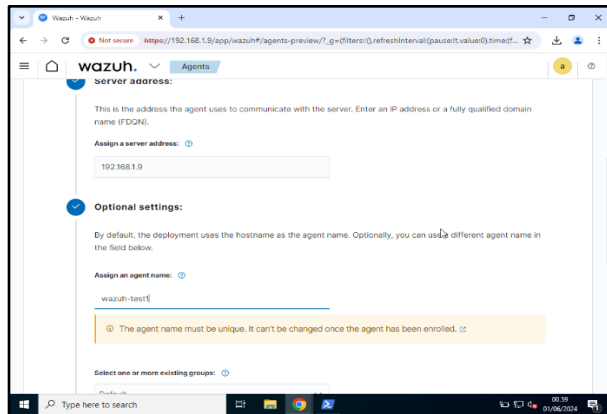 Wazuh - Wazuh
Not secure https://192.168.1.9/app/wazuh#/agents-preview/?_g=(filters:!(),refreshInterval:(pause:!t,value:0),time:(f...
wazuh. Agents a
Server address:
This is the address the agent uses to communicate with the server. Enter an IP address or a fully qualified domain
name (FDQN).
Assign a server address:
192.168.1.9
Optional settings:
By default, the deployment uses the hostname as the agent name. Optionally, you can use a different agent name in
the field below.
Assign an agent name:
wazuh-test1
The agent name must be unique. It can't be changed once the agent has been enrolled.
Select one or more existing groups:
Default
Type here to search
00.59
01/06/2024